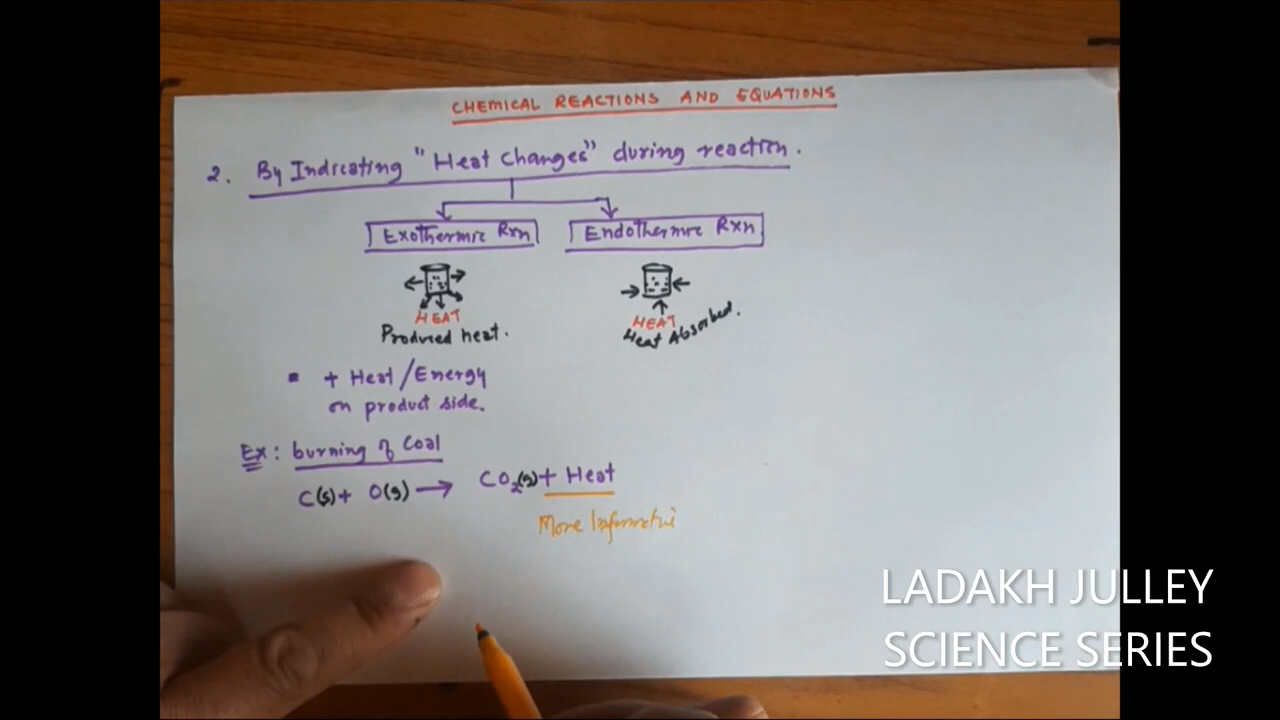 CHEMICAL REACTIONS AND EQUATIONS
2. By Indicating "Heat Changes" during reaction.
Exothermic Rxn
Endothermic Rxn
HEAT
Produced heat.
HEAT
Heat Absorbed.
+ Heat/Energy
on product side.
Ex: burning of Coal
C(s)+ O(g) → CO₂(g)+ Heat
More
LADAKH JULLEY
SCIENCE SERIES